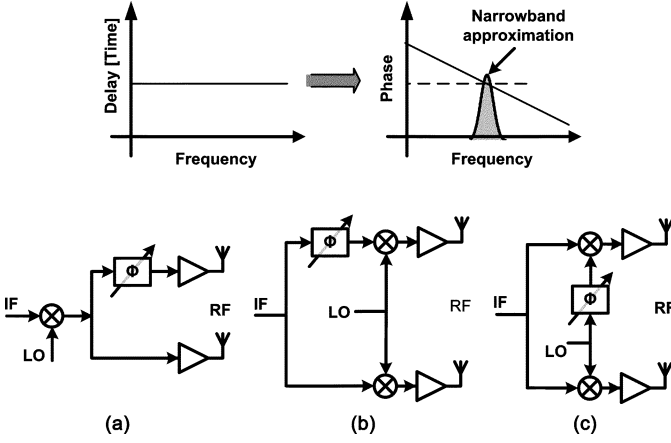 Delay [Time]
Frequency
Narrowband
approximation
Phase
Frequency
IF
LO
Φ
RF
(a)
IF
Φ
LO
RF
(b)
IF
Φ
LO
RF
(c)